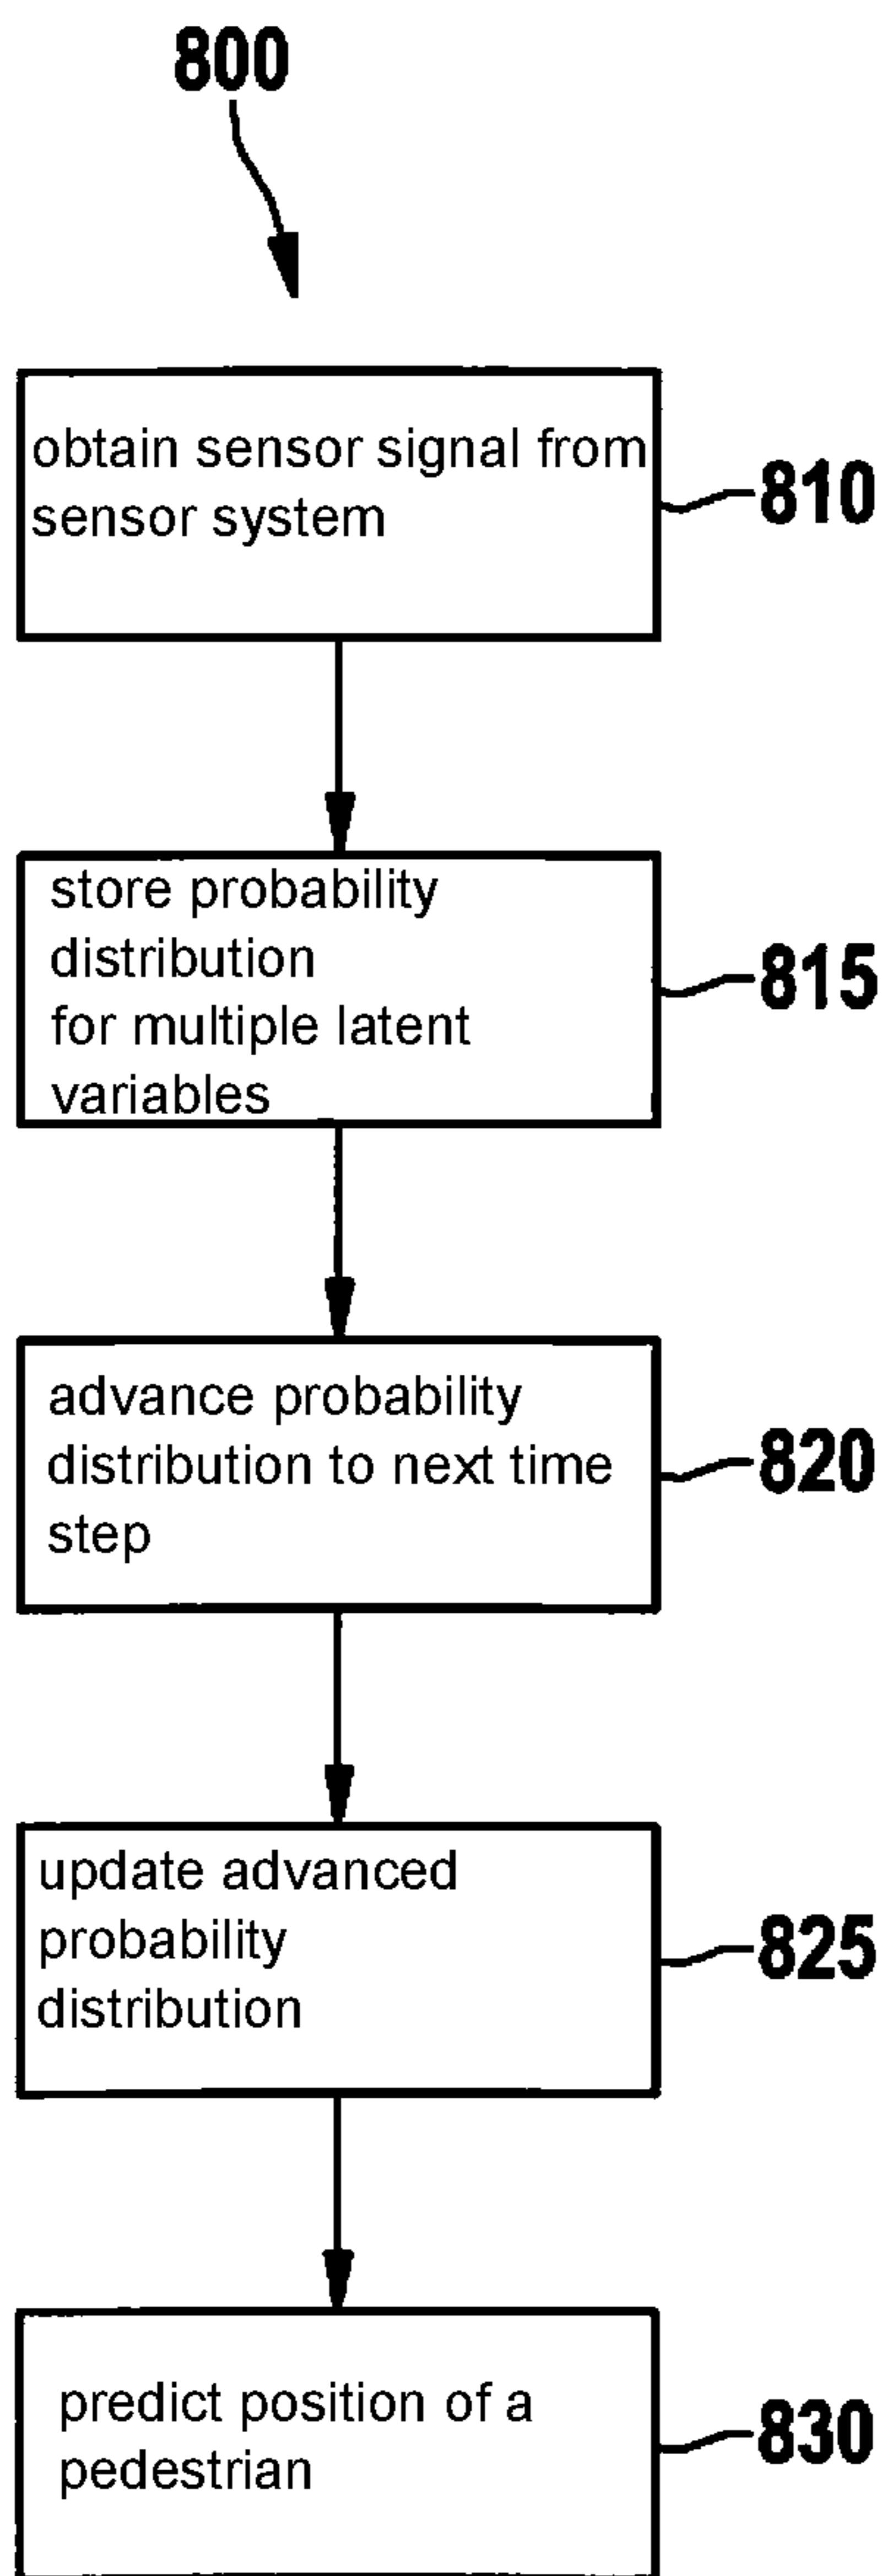 800
obtain sensor signal from
sensor system
810
store probability
distribution
for multiple latent
variables
815
advance probability
distribution to next time
step
820
update advanced
probability
distribution
825
predict position of a
pedestrian
830